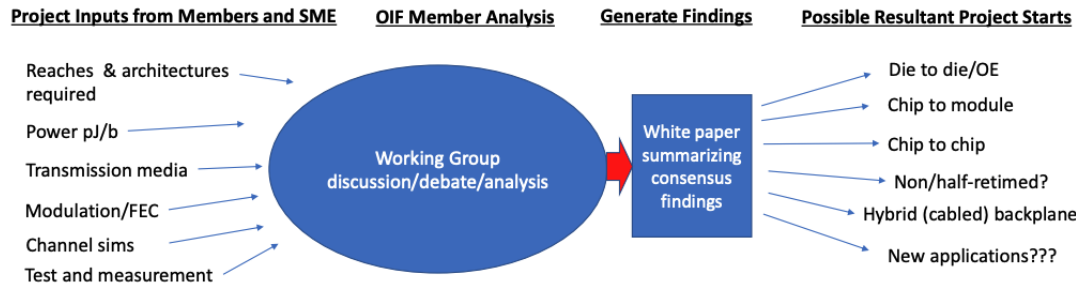 Project Inputs from Members and SME
OIF Member Analysis
Generate Findings
Possible Resultant Project Starts
Reaches & architectures
required
Power pJ/b
Transmission media
Modulation/FEC
Channel sims
Test and measurement
Working Group
discussion/debate/analysis
White paper
summarizing
consensus
findings
Die to die/OE
Chip to module
Chip to chip
Non/half-retimed?
Hybrid (cabled) backplane
New applications???